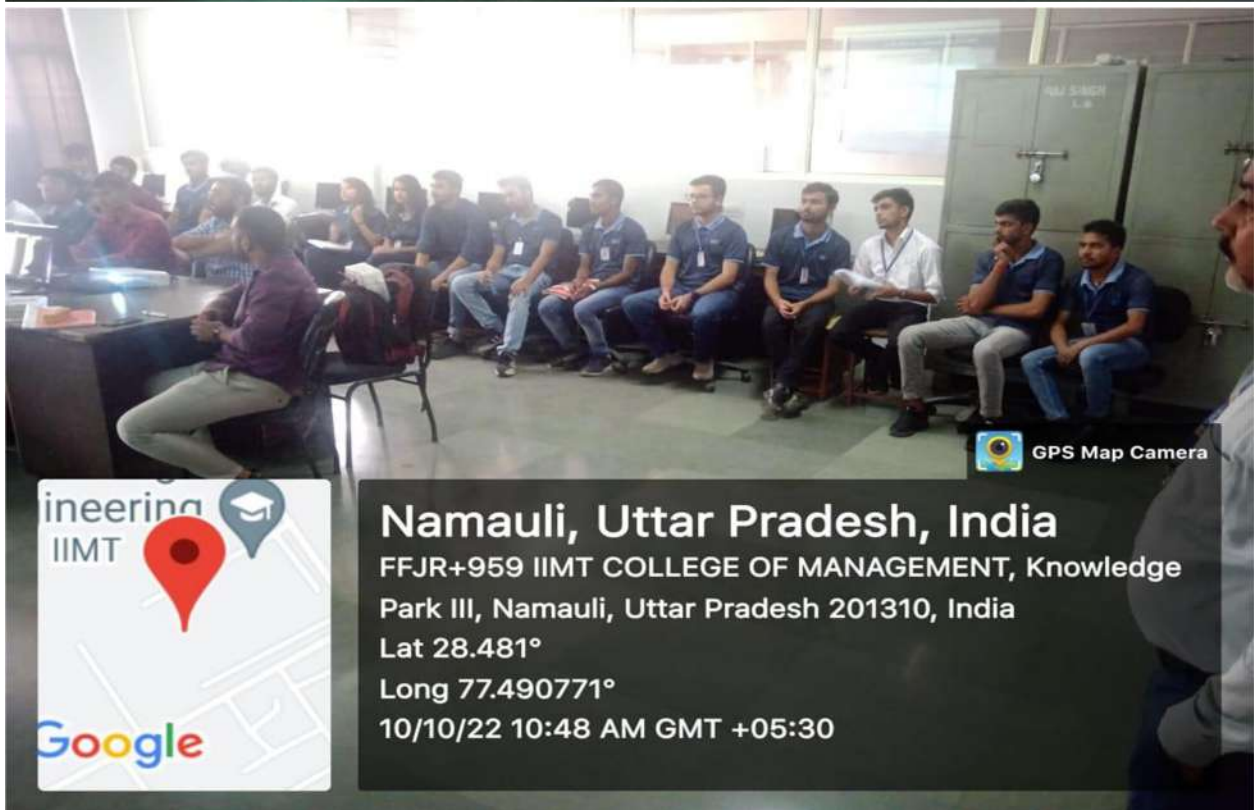 GPS Map Camera
ineering
IIMT
Google
Namauli, Uttar Pradesh, India
FFJR+959 IIMT COLLEGE OF MANAGEMENT, Knowledge
Park III, Namauli, Uttar Pradesh 201310, India
Lat 28.481°
Long 77.490771°
10/10/22 10:48 AM GMT +05:30